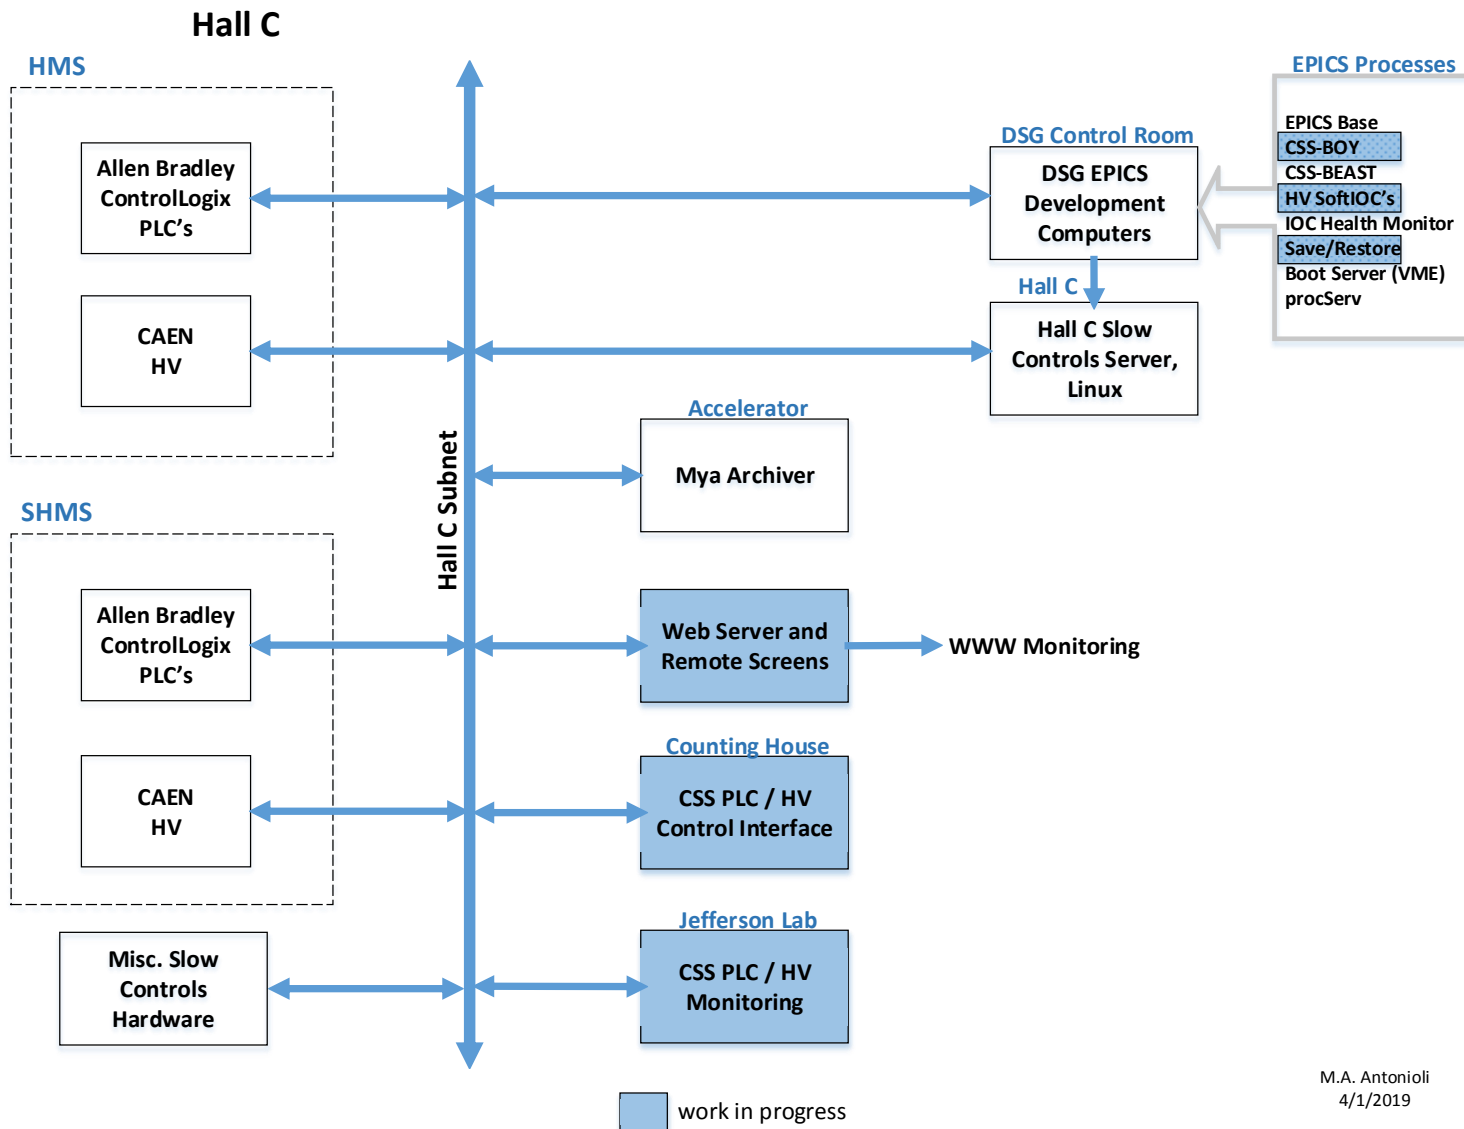 Hall C
HMS
Allen Bradley
ControlLogix
PLC's
CAEN
HV
SHMS
Allen Bradley
ControlLogix
PLC's
CAEN
HV
Misc. Slow
Controls
Hardware
Hall C Subnet
DSG Control Room
DSG EPICS
Development
Computers
Hall C
Hall C Slow
Controls Server,
Linux
EPICS Processes
EPICS Base
CSS-BOY
CSS-BEAST
HV SoftIOC's
IOC Health Monitor
Save/Restore
Boot Server (VME)
procServ
Accelerator
Mya Archiver
Web Server and
Remote Screens
WWW Monitoring
Counting House
CSS PLC / HV
Control Interface
Jefferson Lab
CSS PLC / HV
Monitoring
work in progress
M.A. Antonioli
4/1/2019